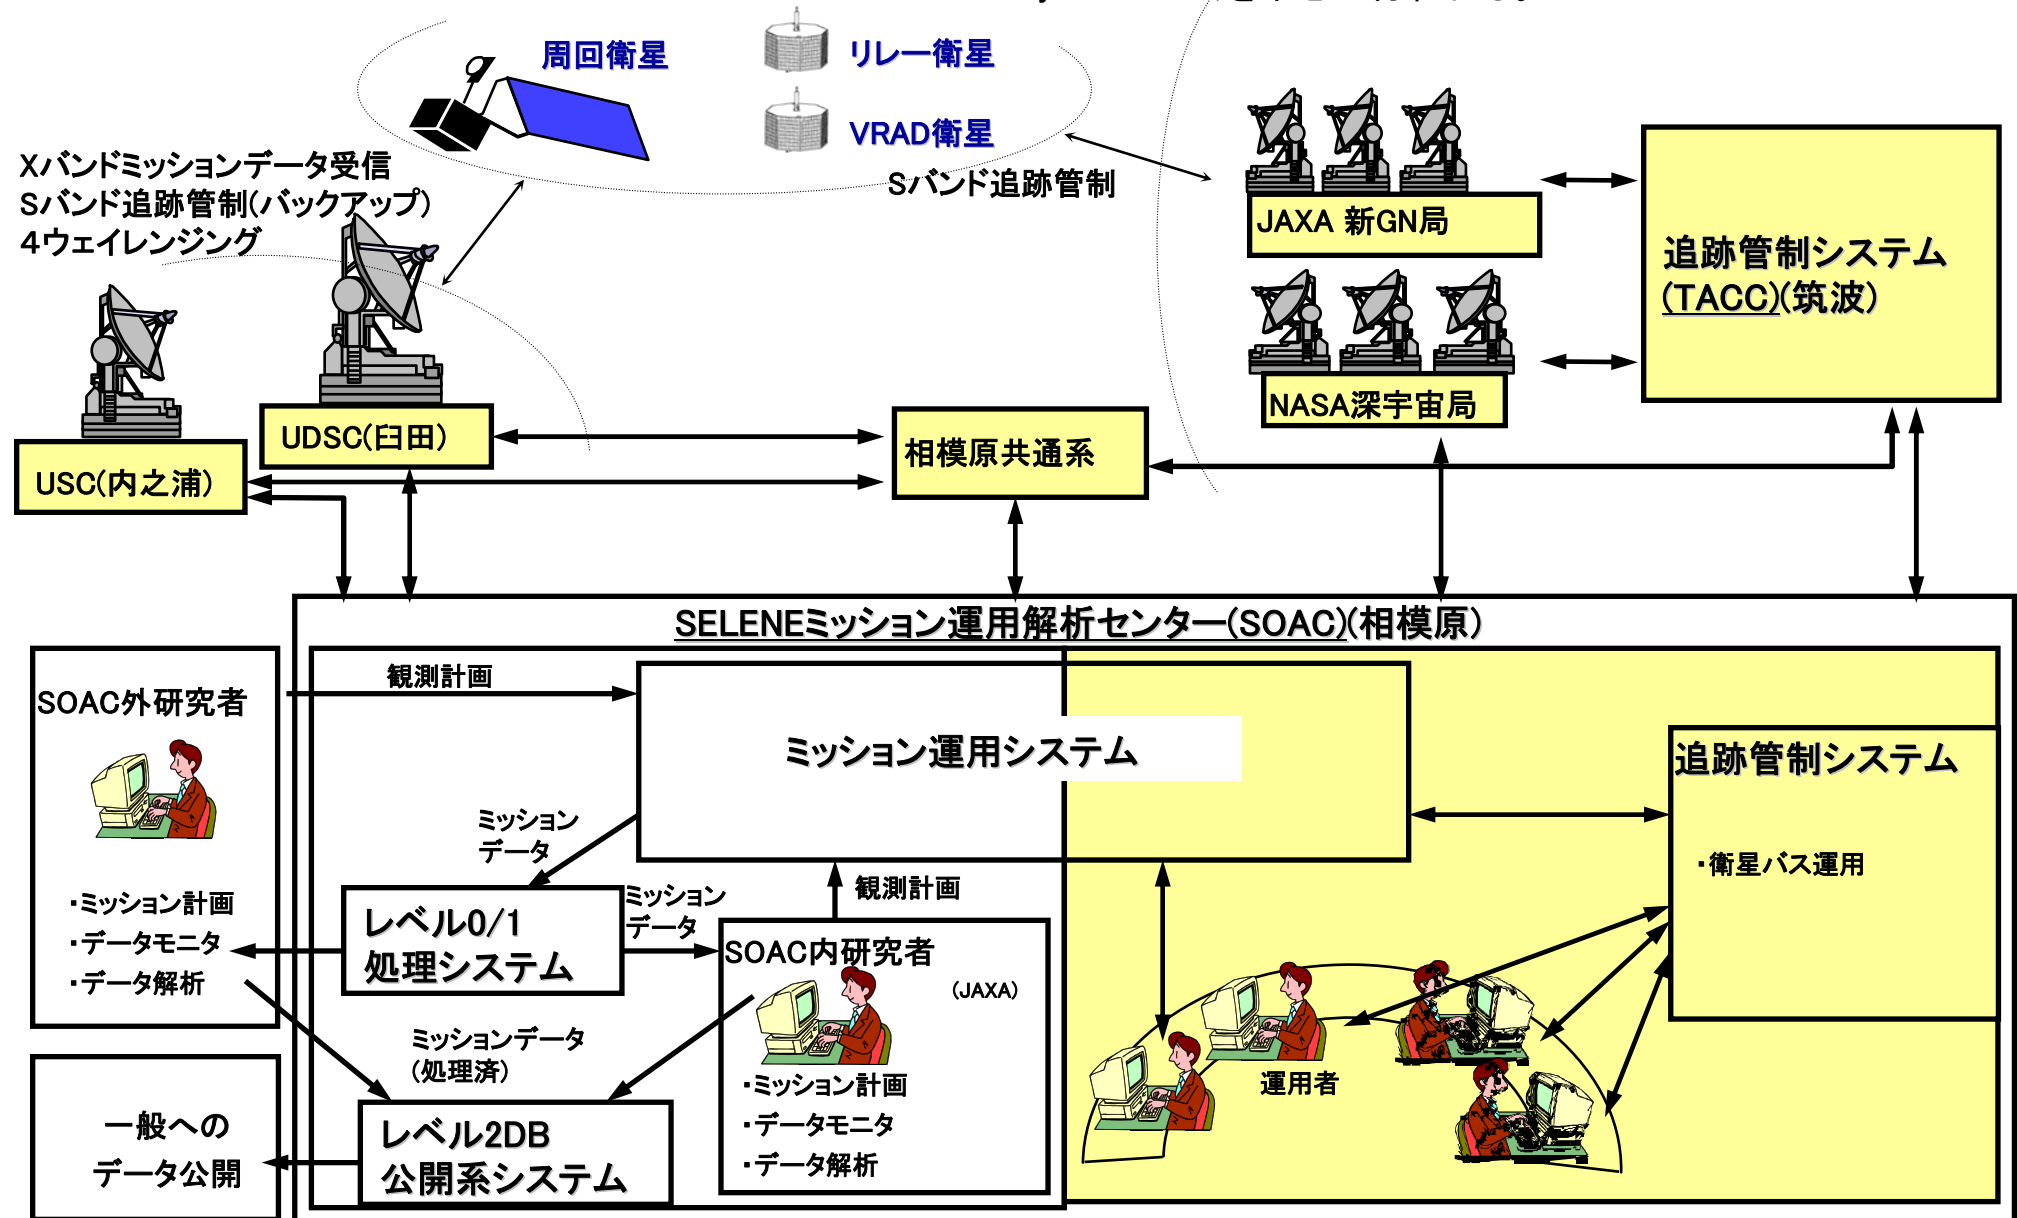 周回衛星
リレー衛星
VRAD衛星
Xバンドミッションデータ受信
Sバンド追跡管制(バックアップ)
4ウェイレンジング
Sバンド追跡管制
JAXA 新GN局
NASA深宇宙局
追跡管制システム
(TACC)(筑波)
UDSC(臼田)
USC(内之浦)
相模原共通系
SELENEミッション運用解析センター(SOAC)(相模原)
SOAC外研究者
・ミッション計画
・データモニタ
・データ解析
観測計画
ミッション運用システム
追跡管制システム
・衛星バス運用
ミッション
データ
レベル0/1
処理システム
ミッション
データ
観測計画
SOAC内研究者
(JAXA)
・ミッション計画
・データモニタ
・データ解析
ミッションデータ
(処理済)
運用者
一般への
データ公開
レベル2DB
公開系システム